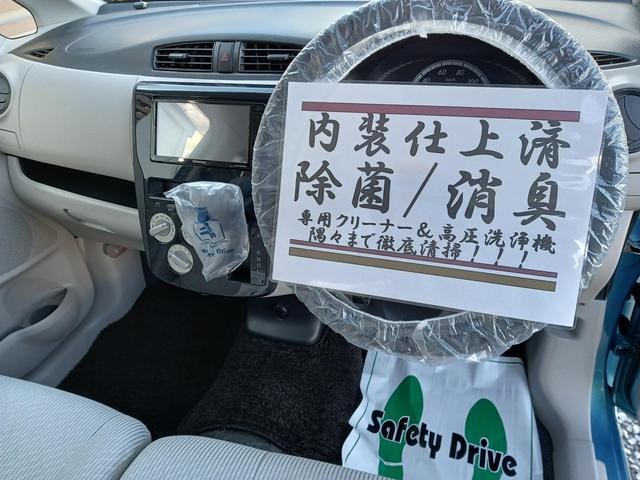 内装仕上済
除菌/消臭
専用クリーナー＆高圧洗浄機
隅々まで徹底清掃！！！
Safety Drive